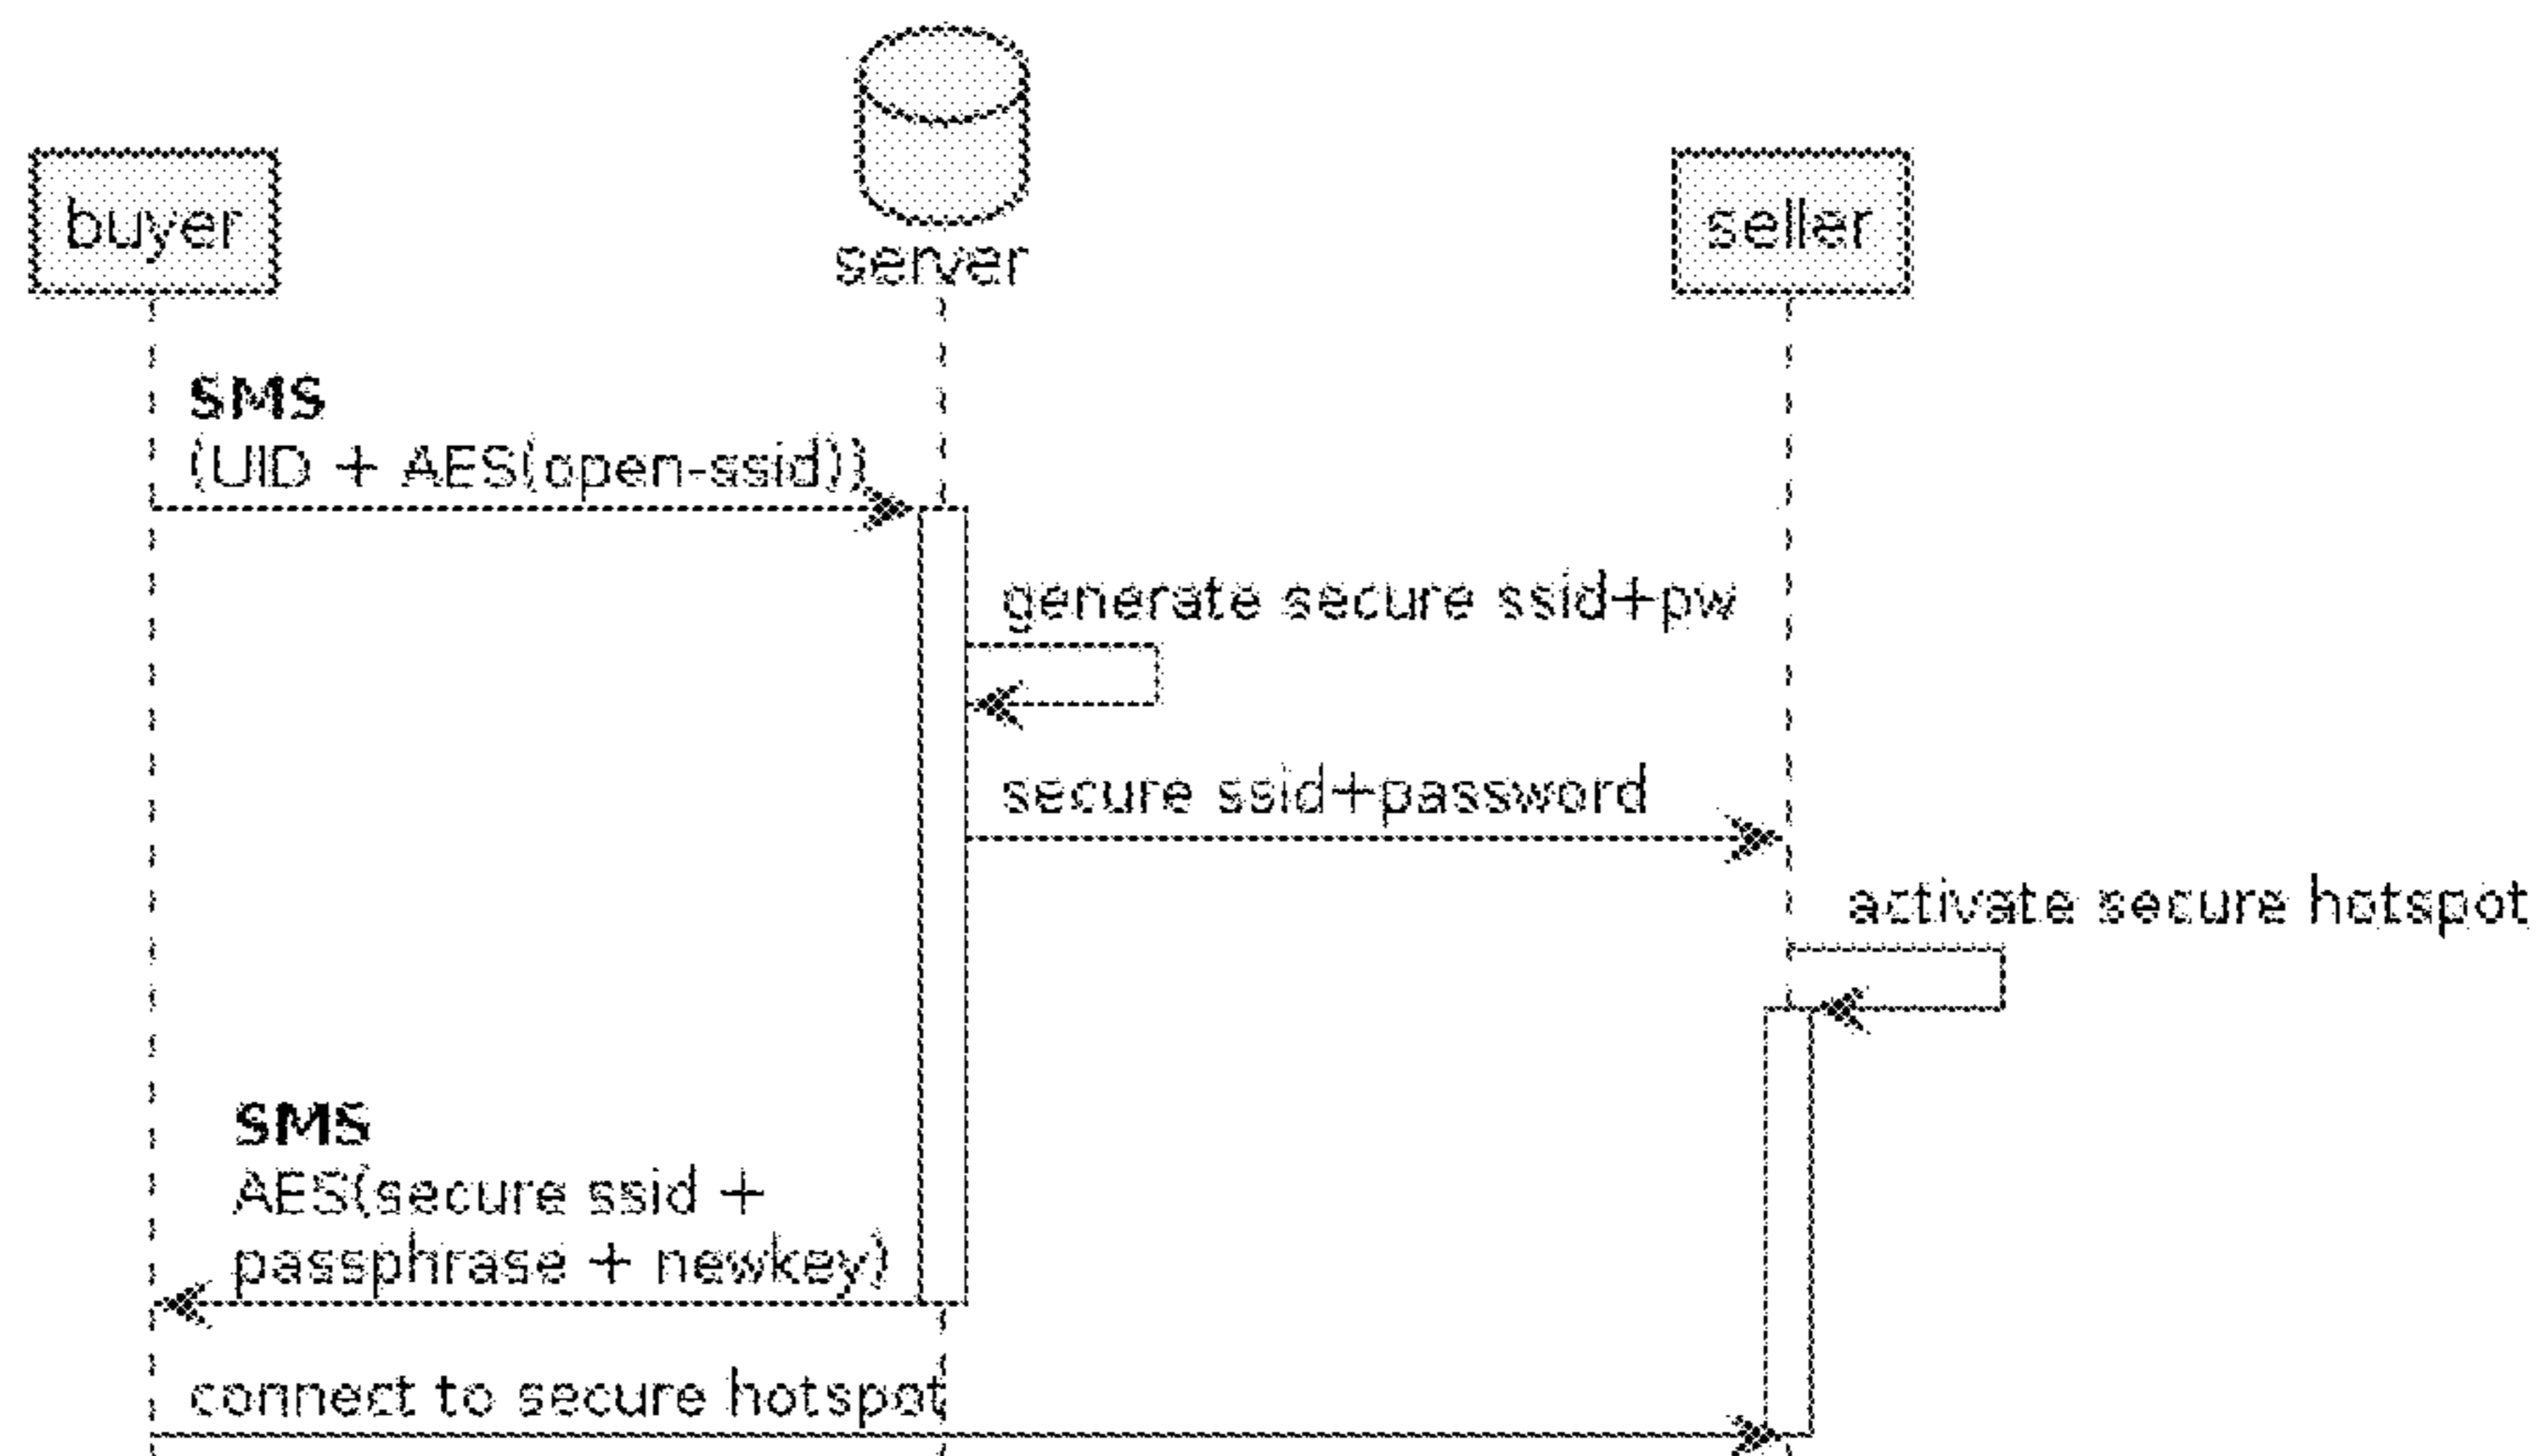 buyer
server
seller
SMS
(UID + AES(open-ssid))
generate secure ssid+pw
secure ssid+password
activate secure hotspot
SMS
AES(secure ssid +
passphrase + newkey)
connect to secure hotspot